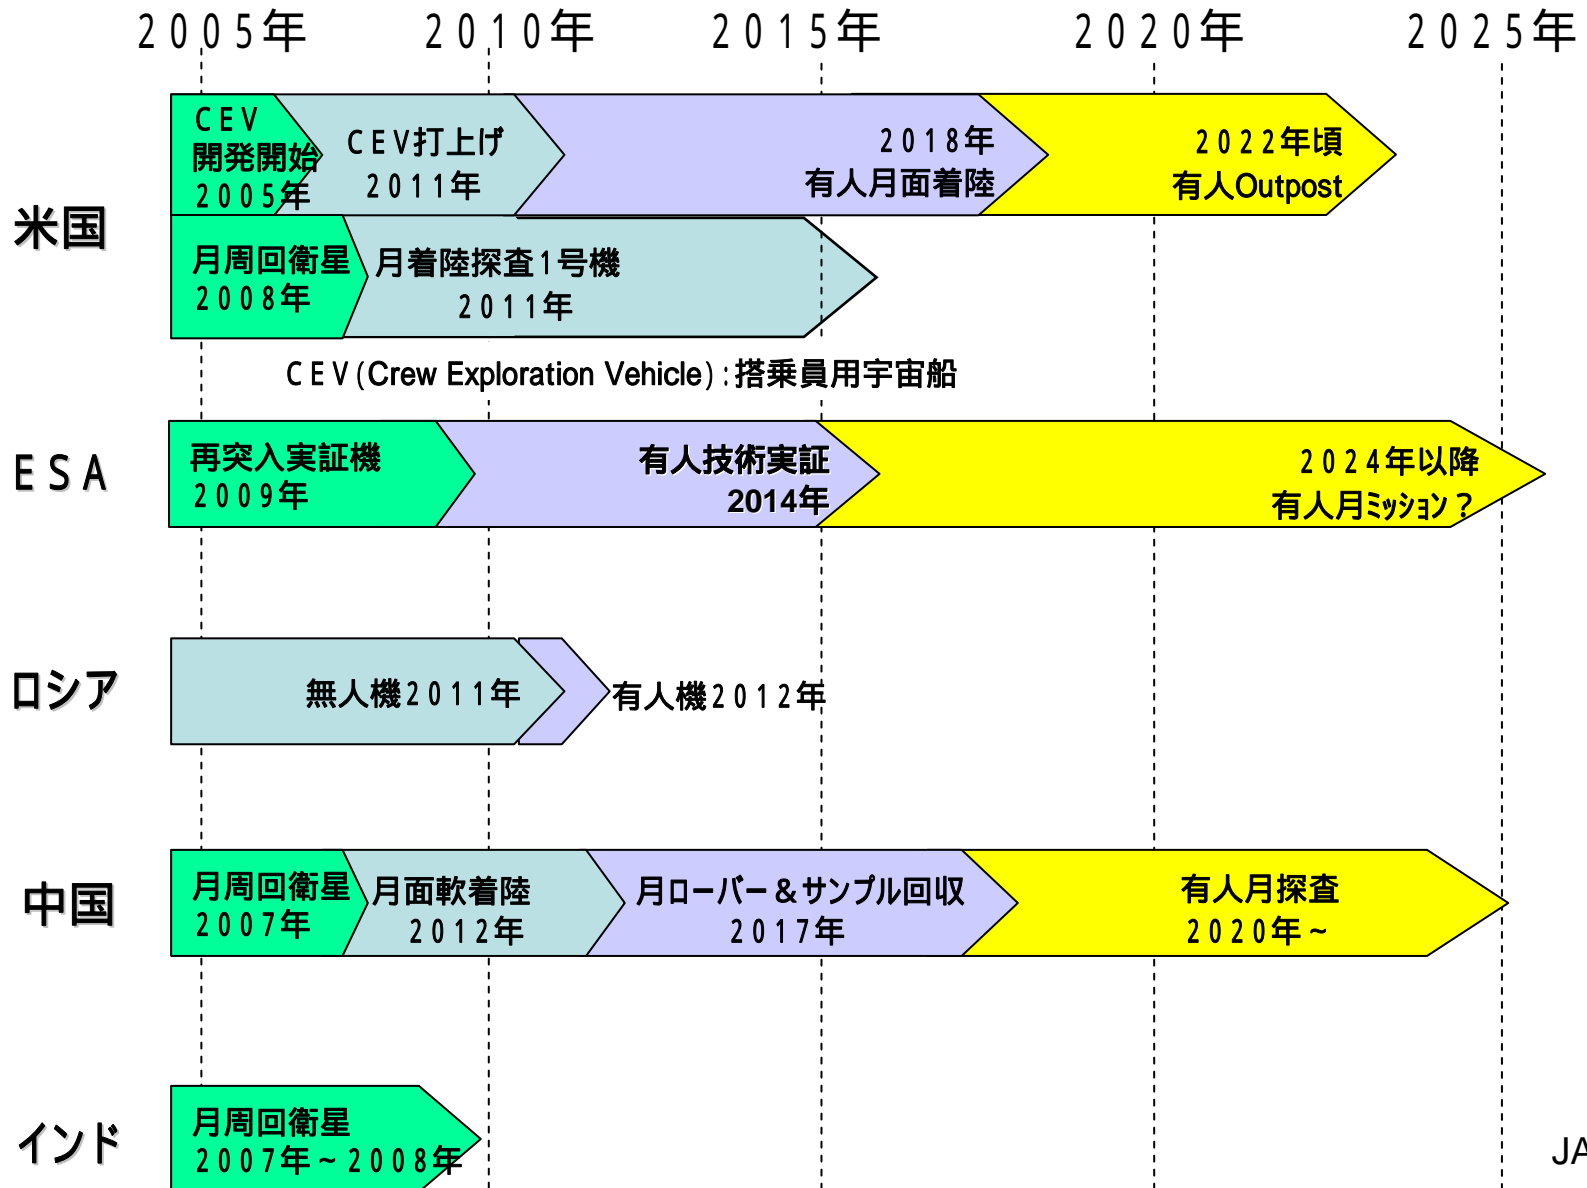 ２００５年 ２０１０年 ２０１５年 ２０２０年 ２０２５年
米国
ＣＥＶ
開発開始
２００５年
ＣＥＶ打上げ
２０１１年
２０１８年
有人月面着陸
２０２２年頃
有人Outpost
月周回衛星
２００８年
月着陸探査１号機
２０１１年
ＣＥＶ(Crew Exploration Vehicle)：搭乗員用宇宙船
ＥＳＡ
再突入実証機
２００９年
有人技術実証
2014年
２０２４年以降
有人月ﾐｯｼｮﾝ？
ロシア
無人機２０１１年
有人機２０１２年
中国
月周回衛星
２００７年
月面軟着陸
２０１２年
月ローバー＆サンプル回収
２０１７年
有人月探査
２０２０年～
インド
月周回衛星
２００７年～２００８年
JA